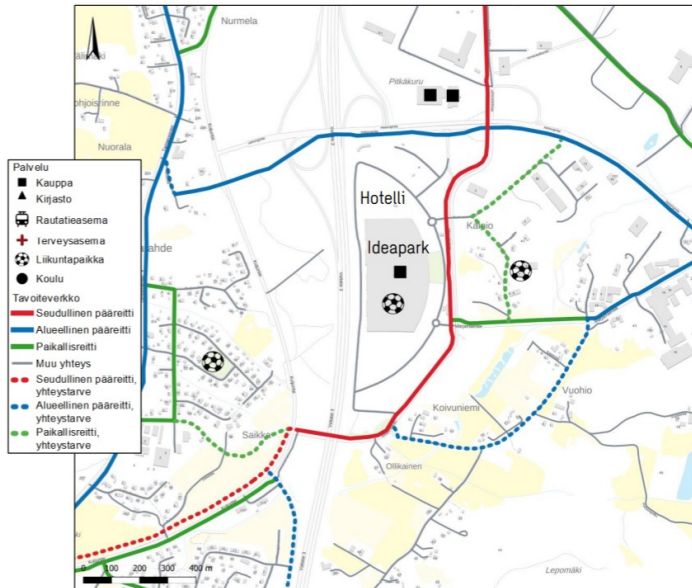 Nurmela
Pitkäkuru
Nuorala
Hotelli
Ideapark
Palvelu
Kauppa
Kirjasto
Rautatieasema
Terveysasema
Liikuntapaikka
Koulu
Tavoiteverkko
Seudullinen pääreitti
Alueellinen pääreitti
Paikallisreitti
Muu yhteys
Seudullinen pääreitti,
yhteystarve
Alueellinen pääreitti,
yhteystarve
Paikallisreitti,
yhteystarve
Vuohio
Koivuniemi
Saikka
Ollikainen
Lepomäki
0 100 200 300 400 m